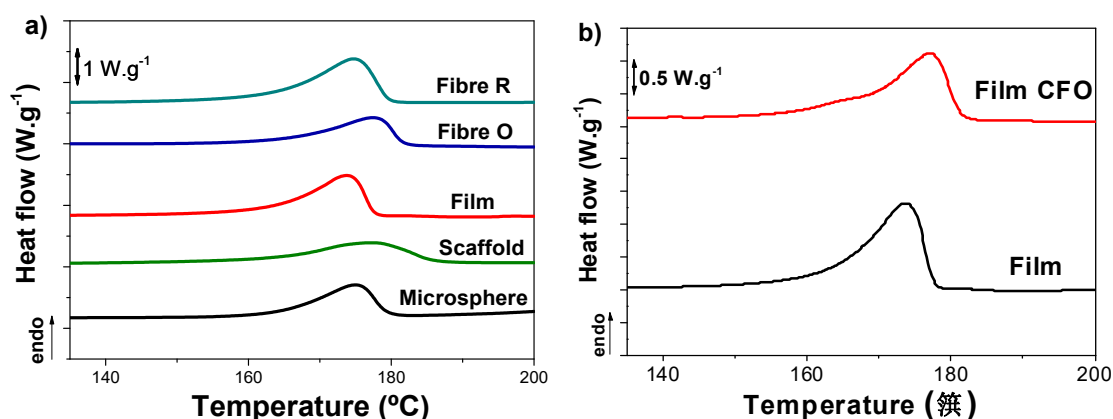 a)
1 W.g⁻¹
Fibre R
Fibre O
Film
Scaffold
Microsphere
Heat flow (W.g⁻¹)
endo
140 160 180 200
Temperature (ºC)
b)
0.5 W.g⁻¹
Film CFO
Film
Heat flow (W.g⁻¹)
endo
140 160 180 200
Temperature (篊)